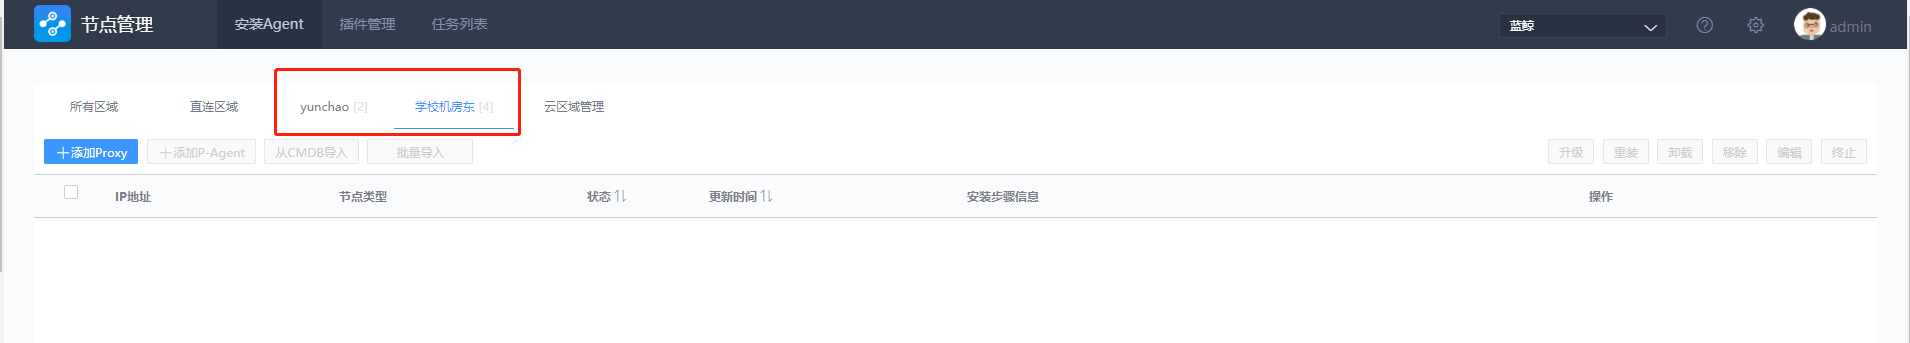 节点管理 安装Agent 插件管理 任务列表 蓝鲸 admin
所有区域 直连区域 yunchao [2] 学校机房东 [4] 云区域管理
添加Proxy 添加P-Agent 从CMDB导入 批量导入 升级 重装 卸载 移除 编辑 终止
IP地址 节点类型 状态 更新时间 安装步骤信息 操作